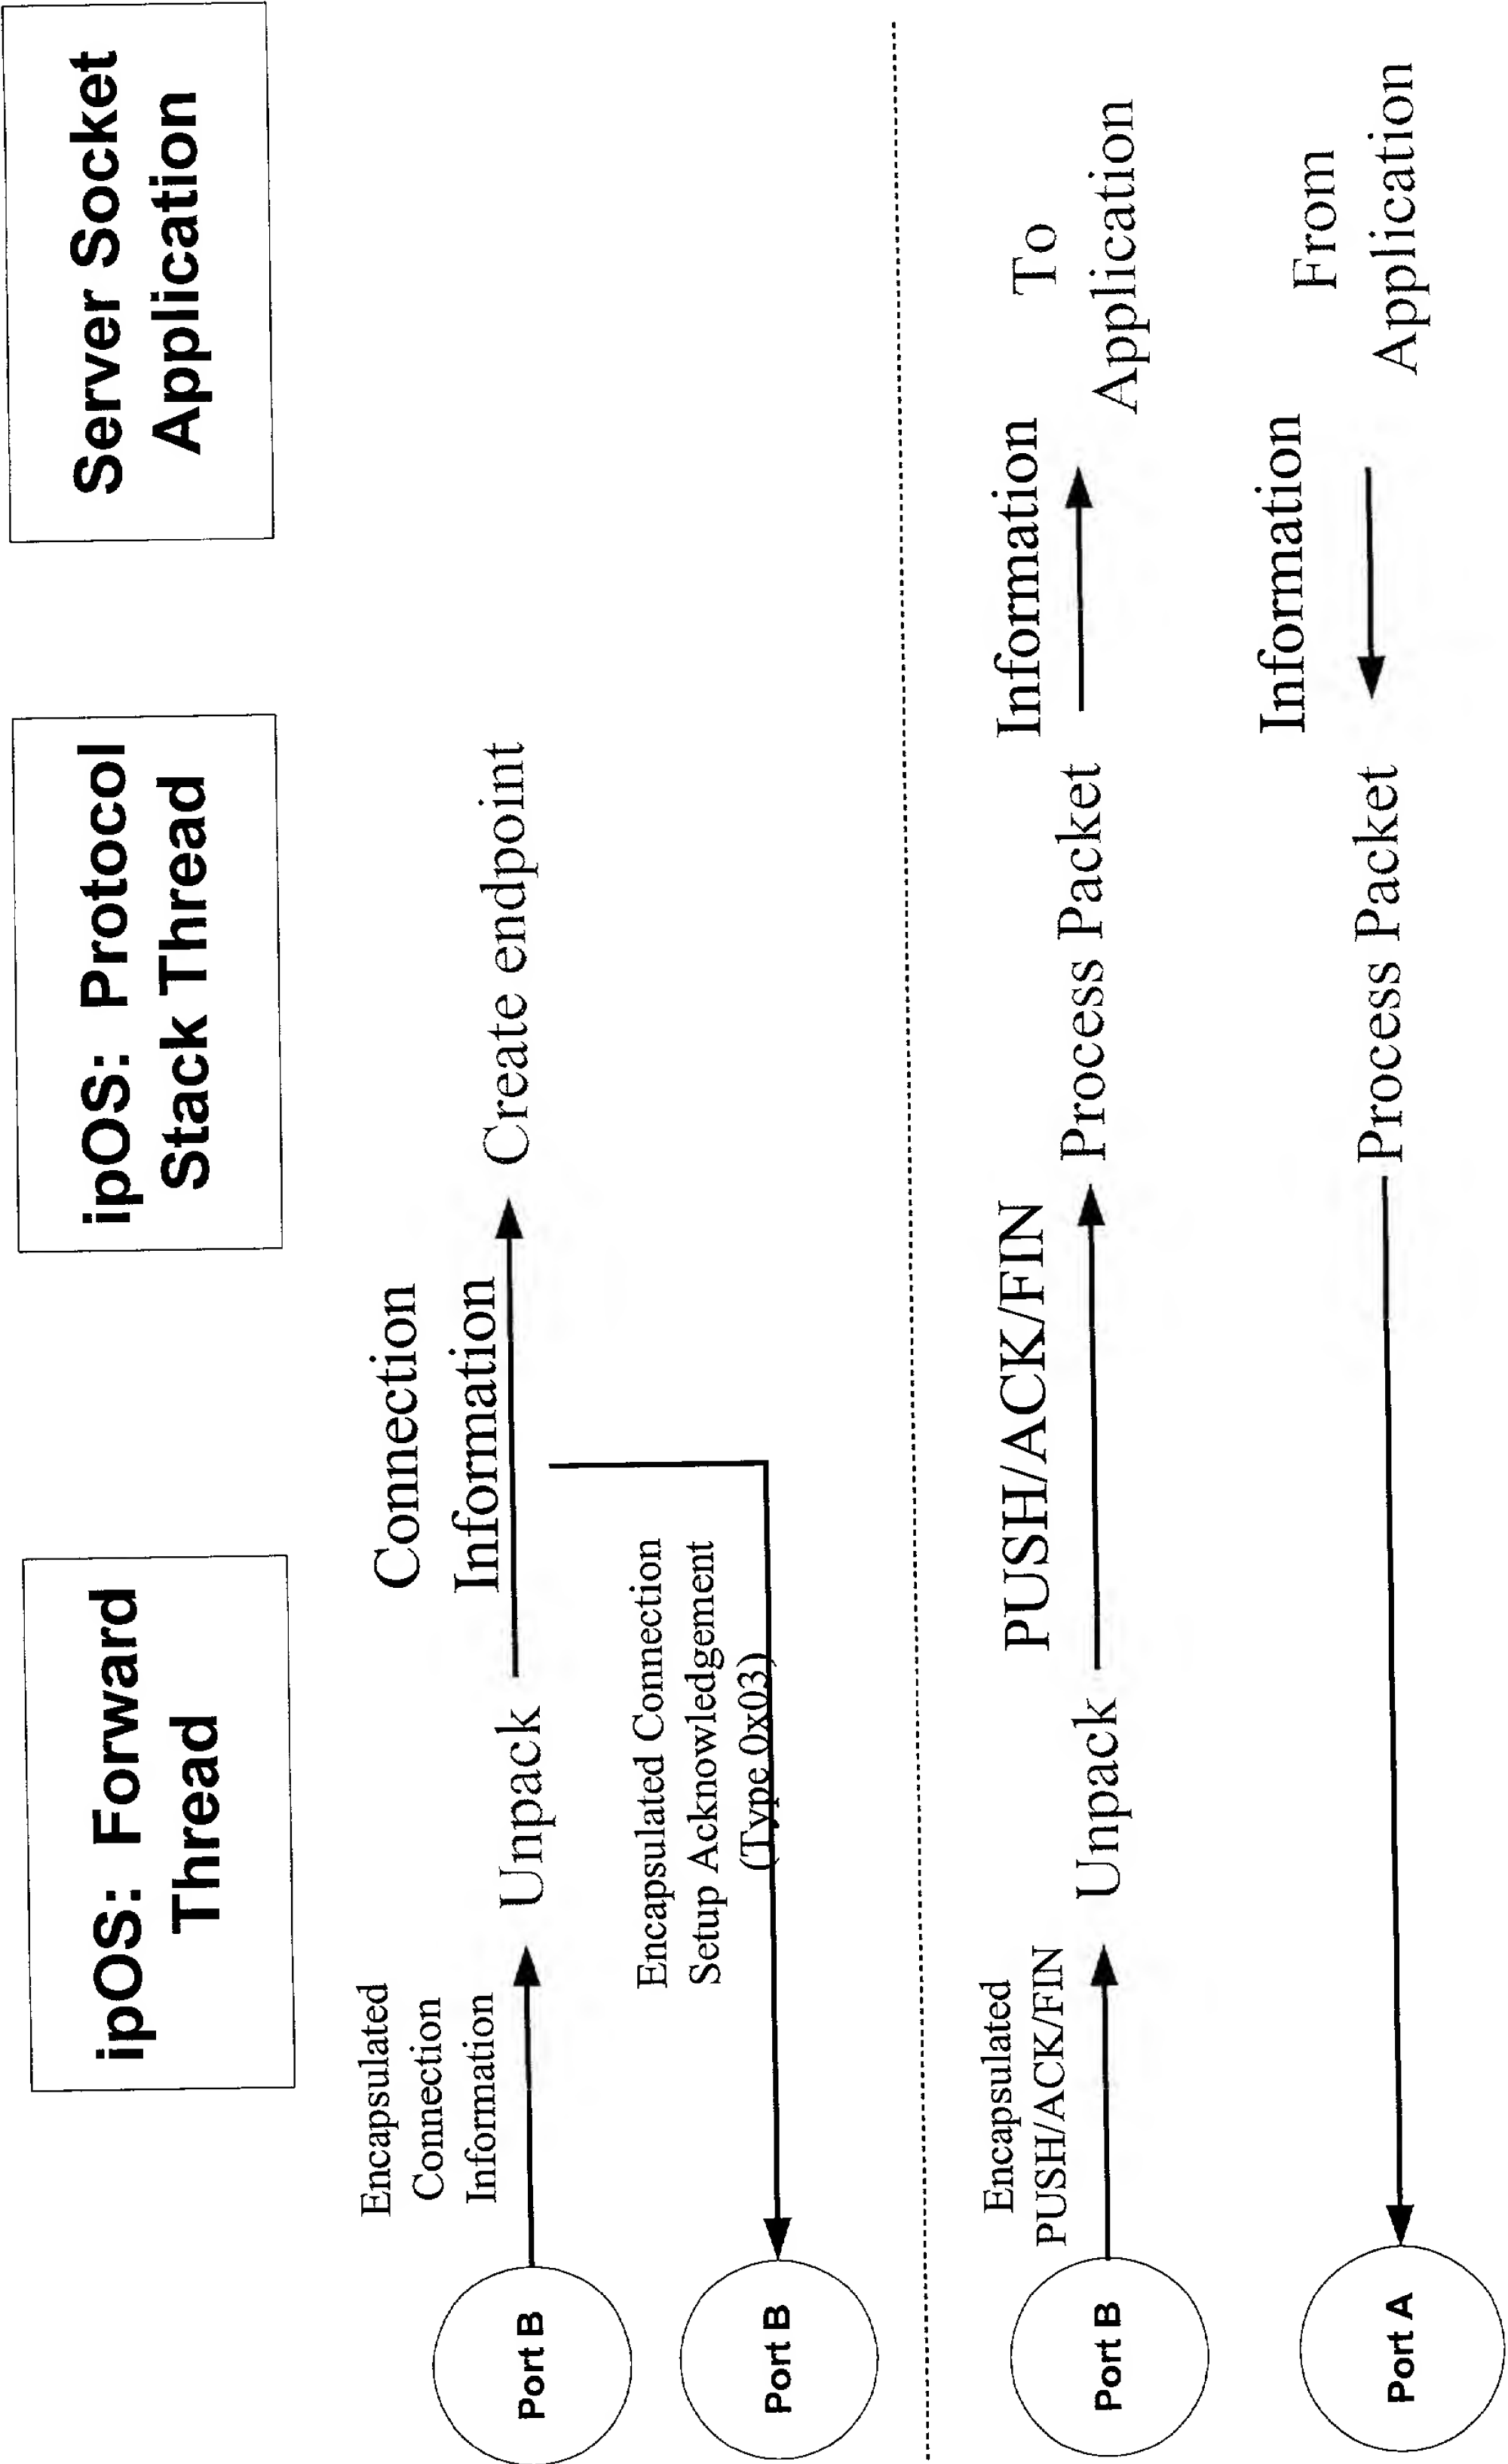 ipOS: Forward
Thread
ipOS: Protocol
Stack Thread
Server Socket
Application
Port B
Encapsulated
Connection
Information
Unpack
Connection
Information
Create endpoint
Port B
Encapsulated Connection
Setup Acknowledgement
(Type 0x03)
Port B
Encapsulated
PUSH/ACK/FIN
Unpack
PUSH/ACK/FIN
Process Packet
Information
To
Application
Port A
Process Packet
Information
From
Application